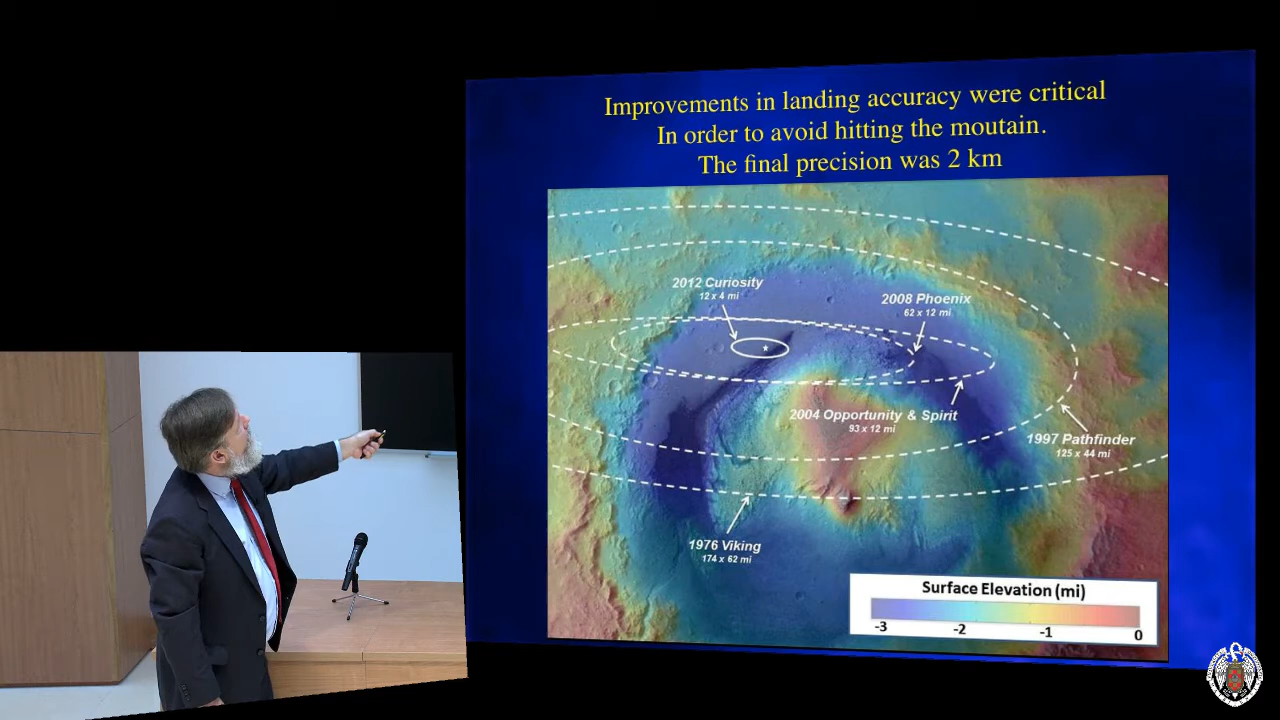 Improvements in landing accuracy were critical
In order to avoid hitting the moutain.
The final precision was 2 km
2012 Curiosity
12 x 4 mi
2008 Phoenix
62 x 12 mi
2004 Opportunity & Spirit
93 x 12 mi
1997 Pathfinder
125 x 44 mi
1976 Viking
174 x 62 mi
Surface Elevation (mi)
-3 -2 -1 0